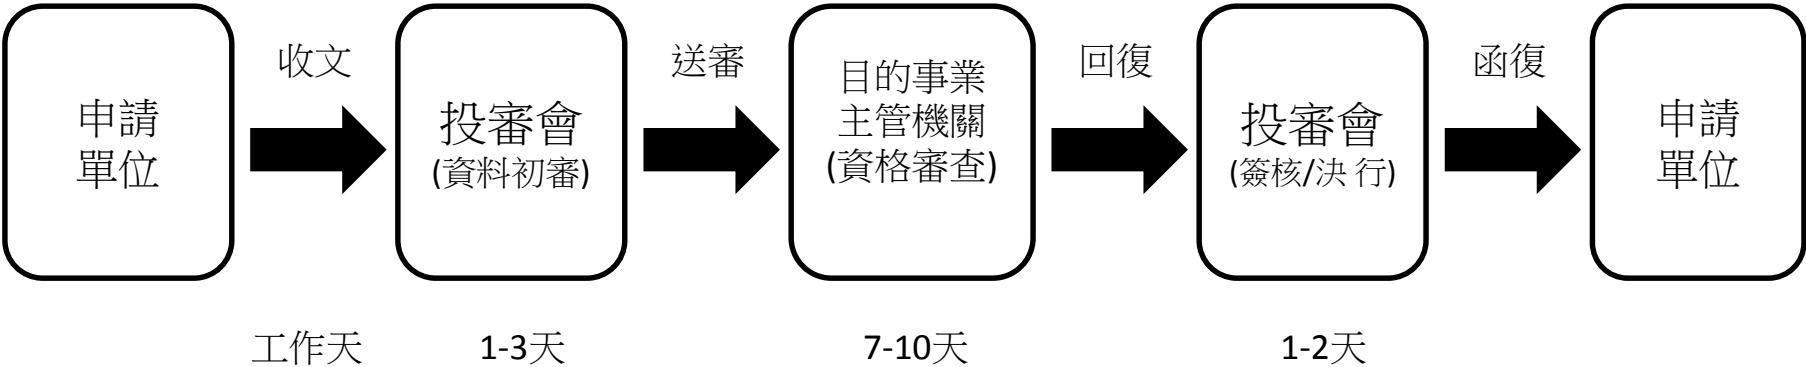 申請
單位
收文
投審會
(資料初審)
送審
目的事業
主管機關
(資格審查)
回復
投審會
(簽核/決 行)
函復
申請
單位
工作天
1-3天
7-10天
1-2天